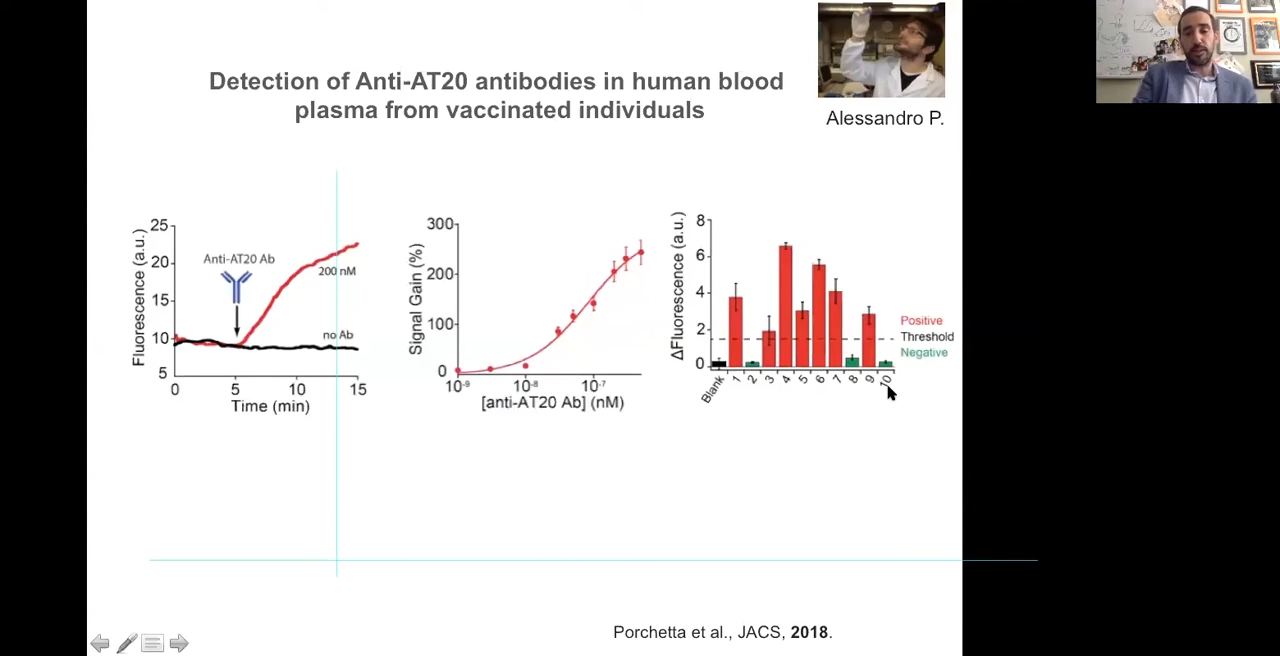 Detection of Anti-AT20 antibodies in human blood
plasma from vaccinated individuals
Alessandro P.
25
20
15
10
5
Fluorescence (a.u.)
Anti-AT20 Ab
200 nM
no Ab
0 5 10 15
Time (min)
300
200
100
0
Signal Gain (%)
10-9 10-8 10-7
[anti-AT20 Ab] (nM)
8
6
4
2
0
ΔFluorescence (a.u.)
Positive
Threshold
Negative
Blank 1 2 3 4 5 6 7 8 9 10
Porchetta et al., JACS, 2018.